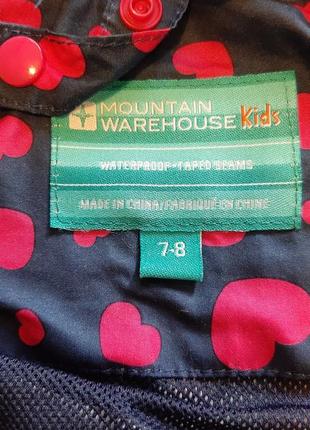 MOUNTAIN
WAREHOUSE Kids
WATERPROOF-TAPED SEAMS
MADE IN CHINA/FABRIQUÉ EN CHINE
7-8